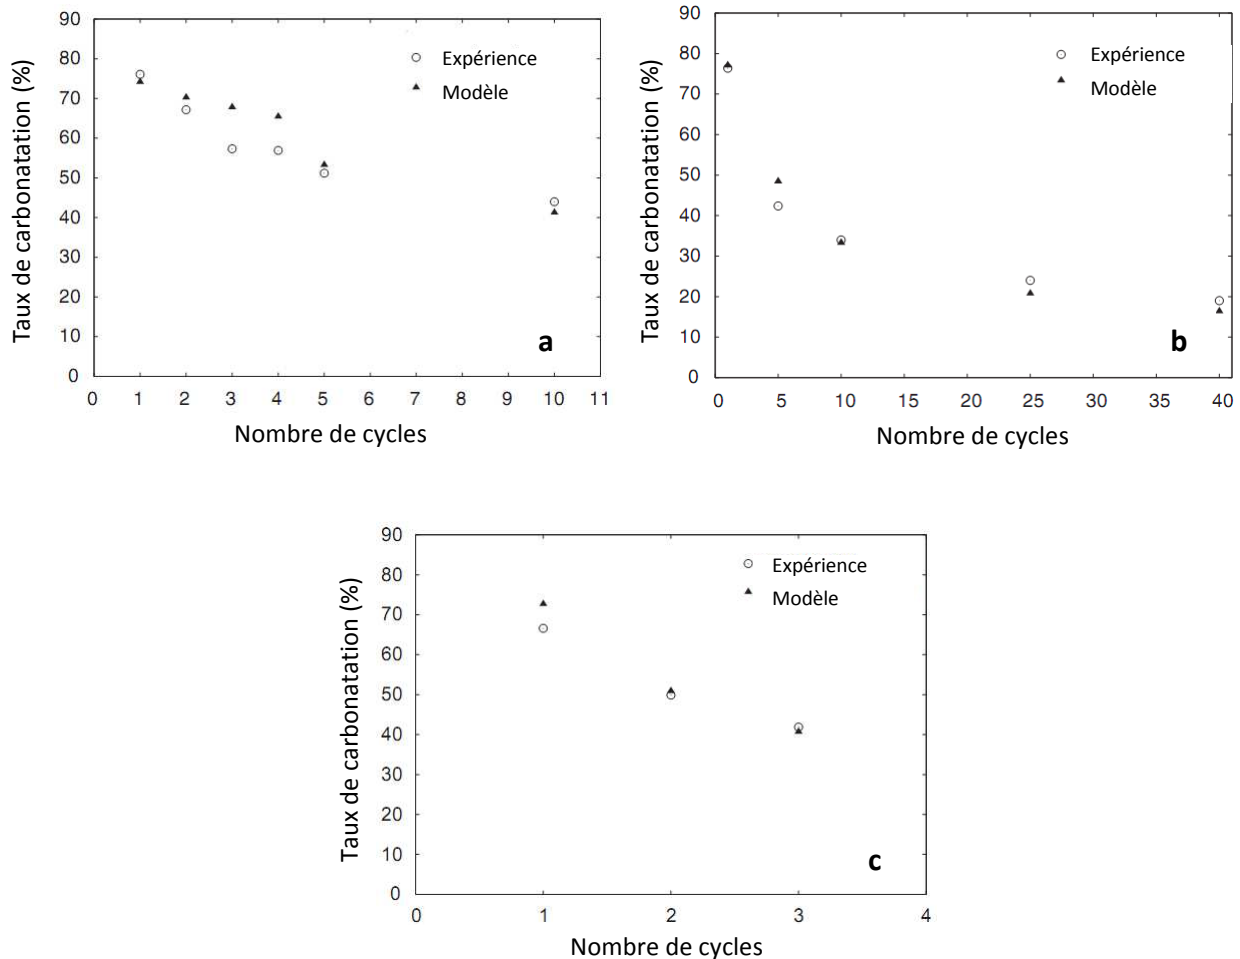 90
80
70
60
50
40
30
20
10
0
Taux de carbonatation (%)
Expérience
Modèle
a
0 1 2 3 4 5 6 7 8 9 10 11
Nombre de cycles
90
80
70
60
50
40
30
20
10
0
Taux de carbonatation (%)
Expérience
Modèle
b
0 5 10 15 20 25 30 35 40
Nombre de cycles
90
80
70
60
50
40
30
20
10
0
Taux de carbonatation (%)
Expérience
Modèle
c
0 1 2 3 4
Nombre de cycles